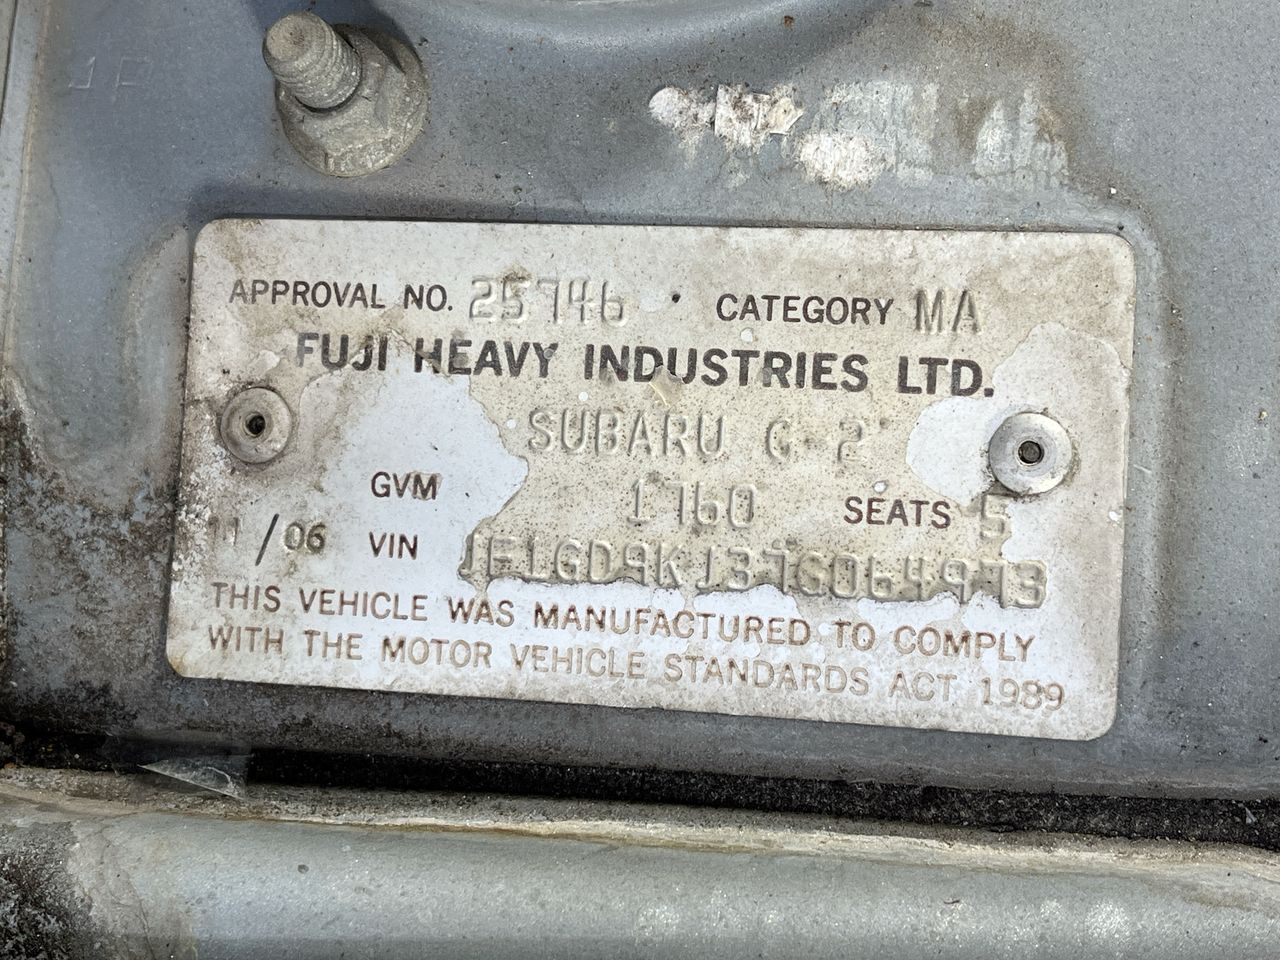 APPROVAL NO. 25746 CATEGORY MA
FUJI HEAVY INDUSTRIES LTD.
SUBARU G-2
GVM 1760 SEATS 5
11/06 VIN JF1GD9KJ37G064973
THIS VEHICLE WAS MANUFACTURED TO COMPLY
WITH THE MOTOR VEHICLE STANDARDS ACT 1989